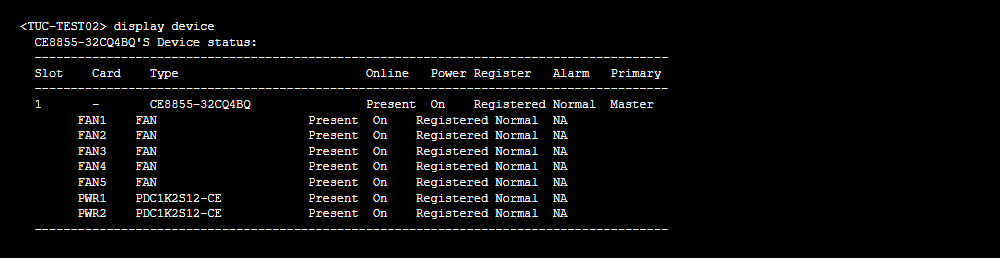 <TUC-TEST02> display device
CE8855-32CQ4BQ'S Device status:
----------------------------------------------------------------------------------------
Slot    Card    Type                              Online   Power Register   Alarm   Primary
----------------------------------------------------------------------------------------
1       -       CE8855-32CQ4BQ                Present  On    Registered Normal  Master
      FAN1    FAN                     Present  On    Registered Normal  NA
      FAN2    FAN                     Present  On    Registered Normal  NA
      FAN3    FAN                     Present  On    Registered Normal  NA
      FAN4    FAN                     Present  On    Registered Normal  NA
      FAN5    FAN                     Present  On    Registered Normal  NA
      PWR1    PDC1K2S12-CE            Present  On    Registered Normal  NA
      PWR2    PDC1K2S12-CE            Present  On    Registered Normal  NA
----------------------------------------------------------------------------------------